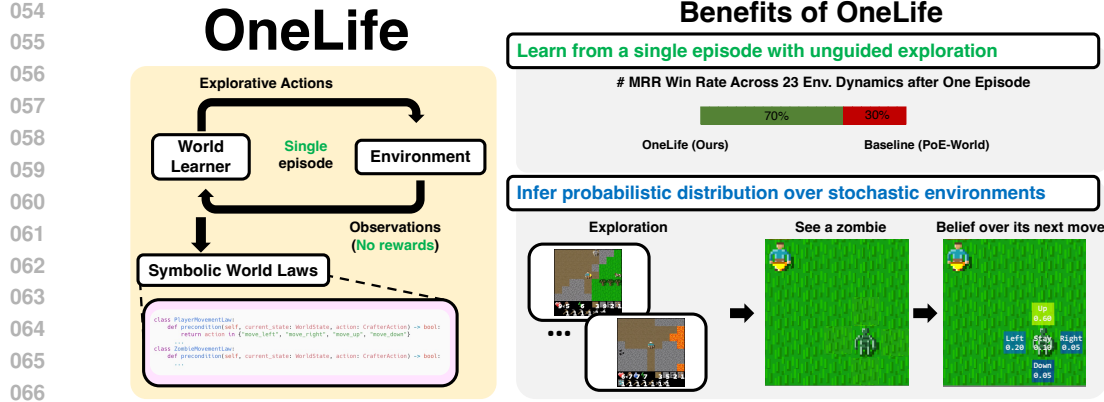 054
055
056
057
058
059
060
061
062
063
064
065
066
OneLife
Explorative Actions
World
Learner
Single
episode
Environment
Observations
(No rewards)
Symbolic World Laws
class PlayerMovementLaw:
def precondition(self, current_state: WorldState, action: CrafterAction) -> bool:
return action in {"move_left", "move_right", "move_up", "move_down"}
...
class ZombieMovementLaw:
def precondition(self, current_state: WorldState, action: CrafterAction) -> bool:
...
Benefits of OneLife
Learn from a single episode with unguided exploration
# MRR Win Rate Across 23 Env. Dynamics after One Episode
70% 30%
OneLife (Ours) Baseline (PoE-World)
Infer probabilistic distribution over stochastic environments
Exploration
...
See a zombie
Belief over its next move
Up
0.60
Left
0.20
Stay
0.10
Right
0.05
Down
0.05